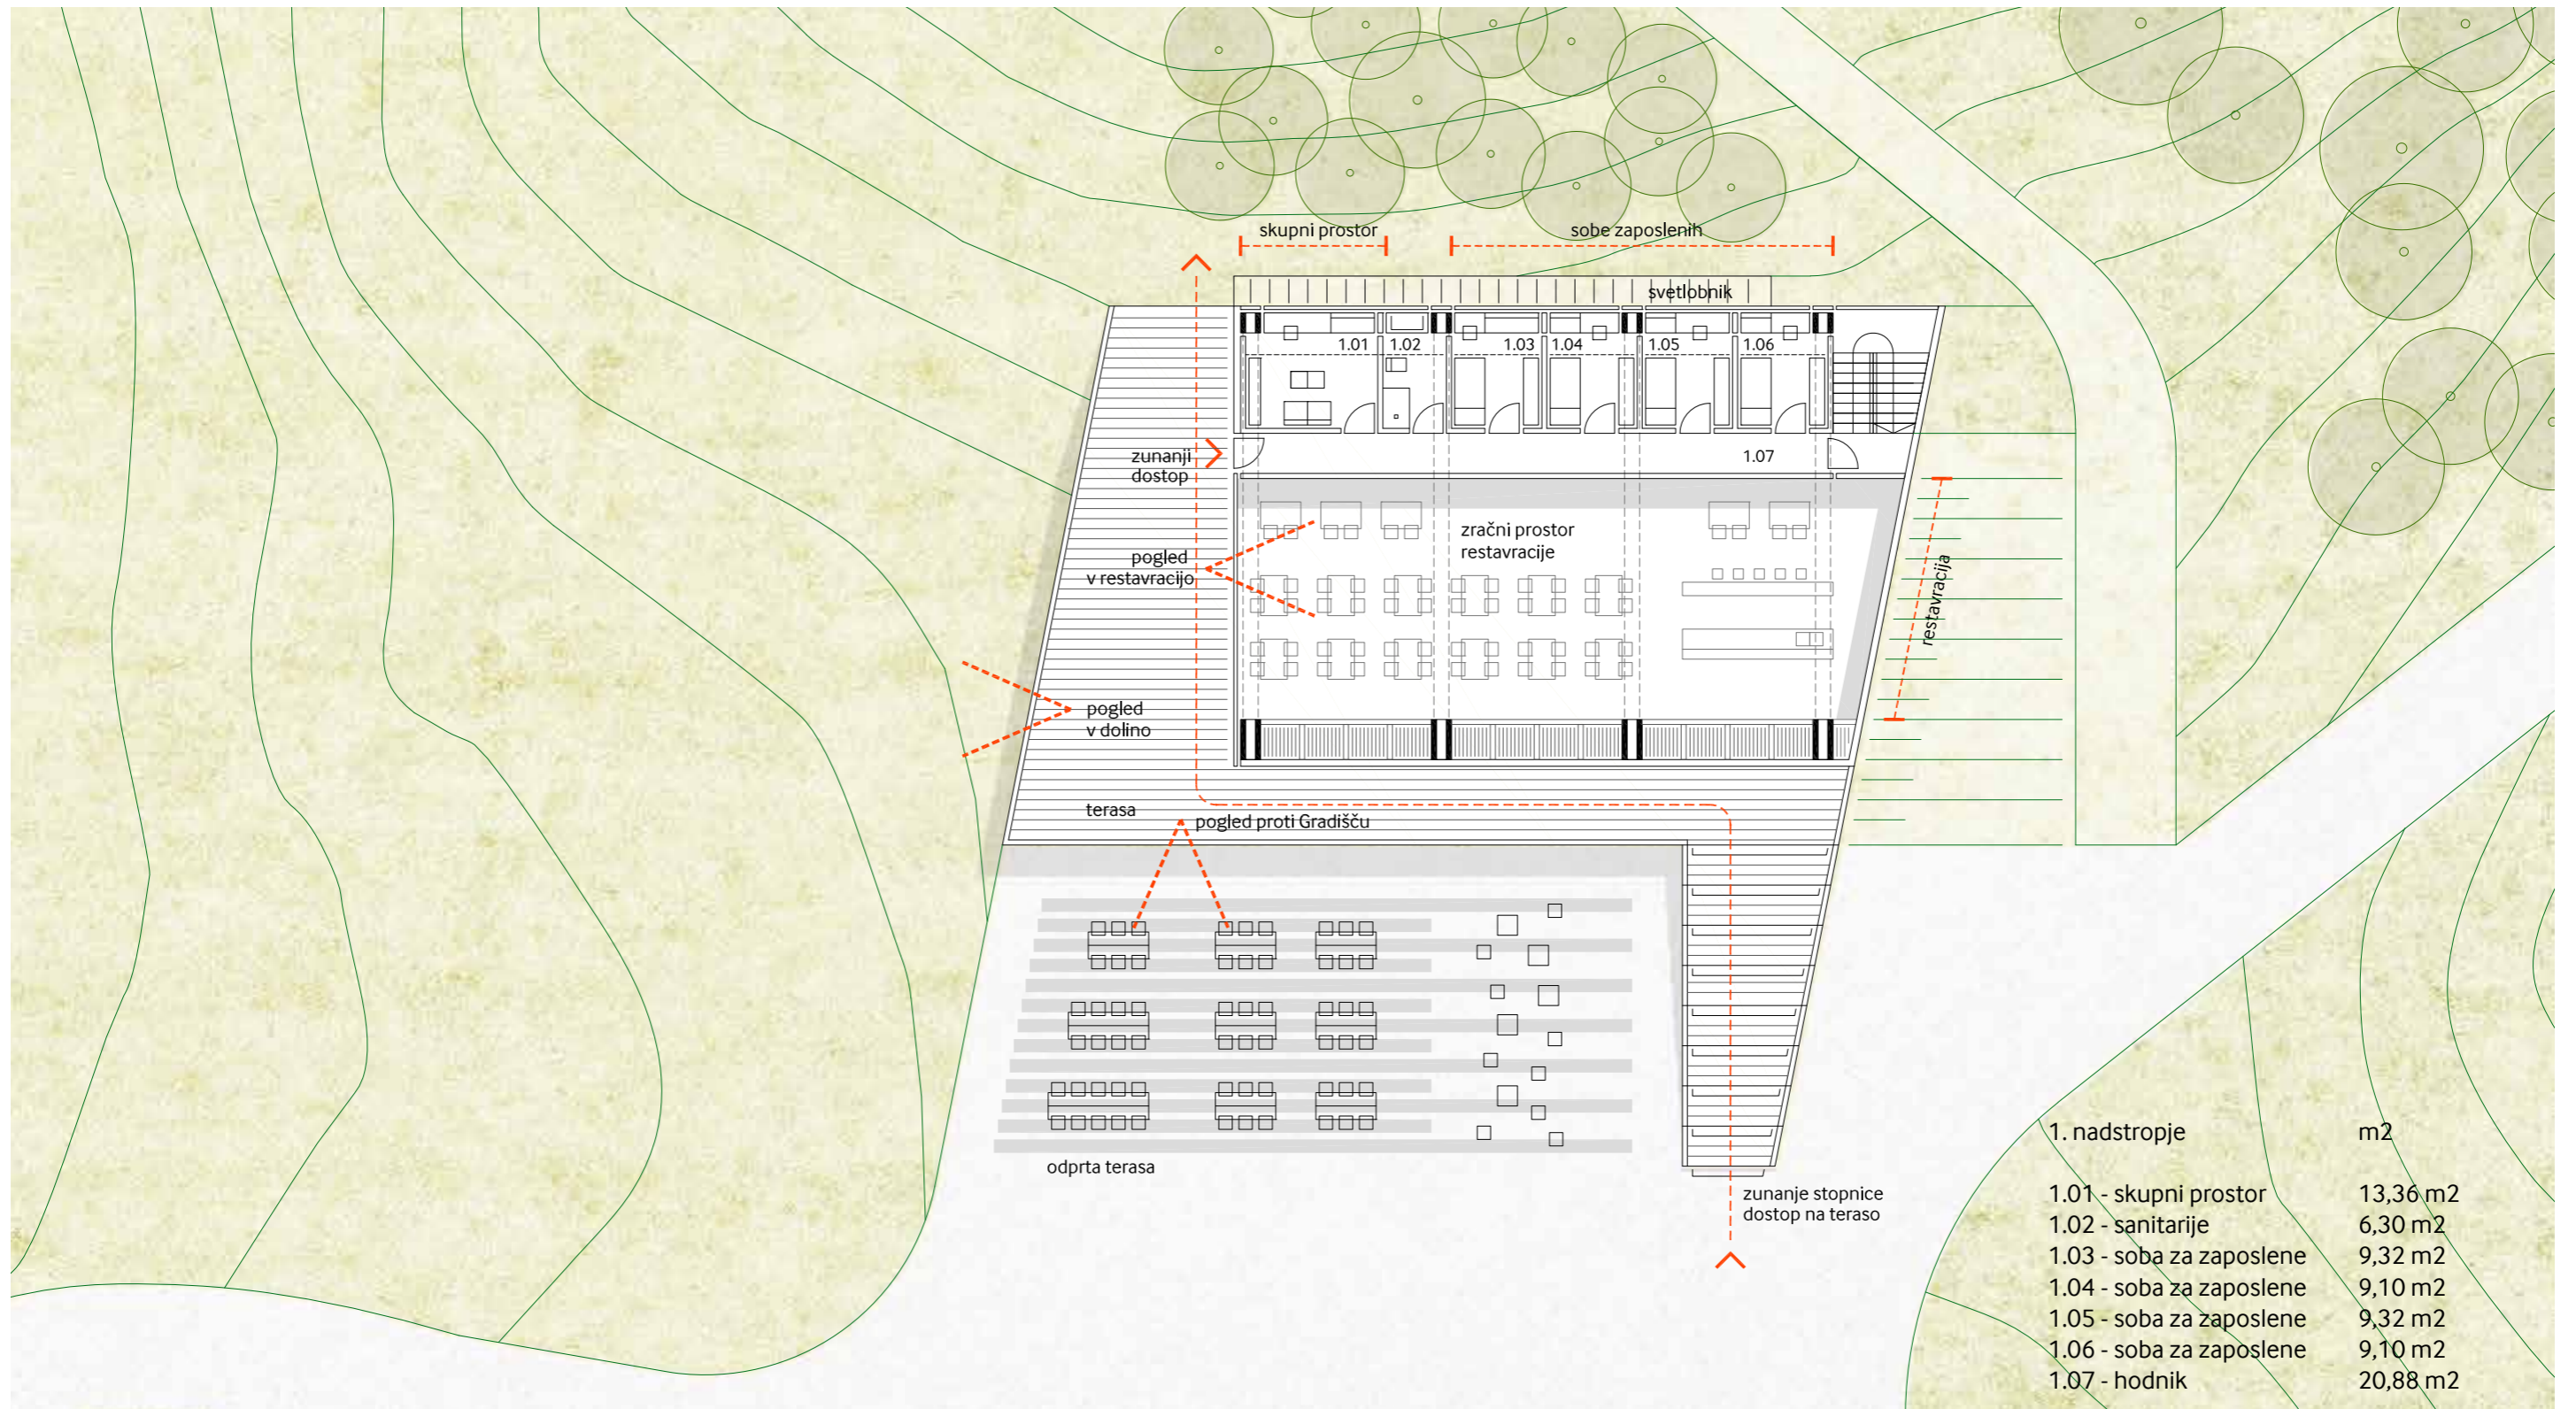 skupni prostor
sobe zaposlenih
svetlobnik
1.01
1.02
1.03
1.04
1.05
1.06
zunanji
dostop
1.07
zračni prostor
restavracije
pogled
v restavracijo
restavracija
pogled
v dolino
terasa
pogled proti Gradišču
odprta terasa
zunanje stopnice
dostop na teraso
1. nadstropje m2
1.01 - skupni prostor 13,36 m2
1.02 - sanitarije 6,30 m2
1.03 - soba za zaposlene 9,32 m2
1.04 - soba za zaposlene 9,10 m2
1.05 - soba za zaposlene 9,32 m2
1.06 - soba za zaposlene 9,10 m2
1.07 - hodnik 20,88 m2